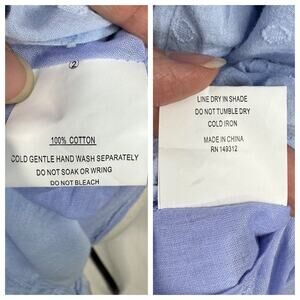 2
100% COTTON
COLD GENTLE HAND WASH SEPARATELY
DO NOT SOAK OR WRING
DO NOT BLEACH
LINE DRY IN SHADE
DO NOT TUMBLE DRY
COLD IRON
MADE IN CHINA
RN 149312